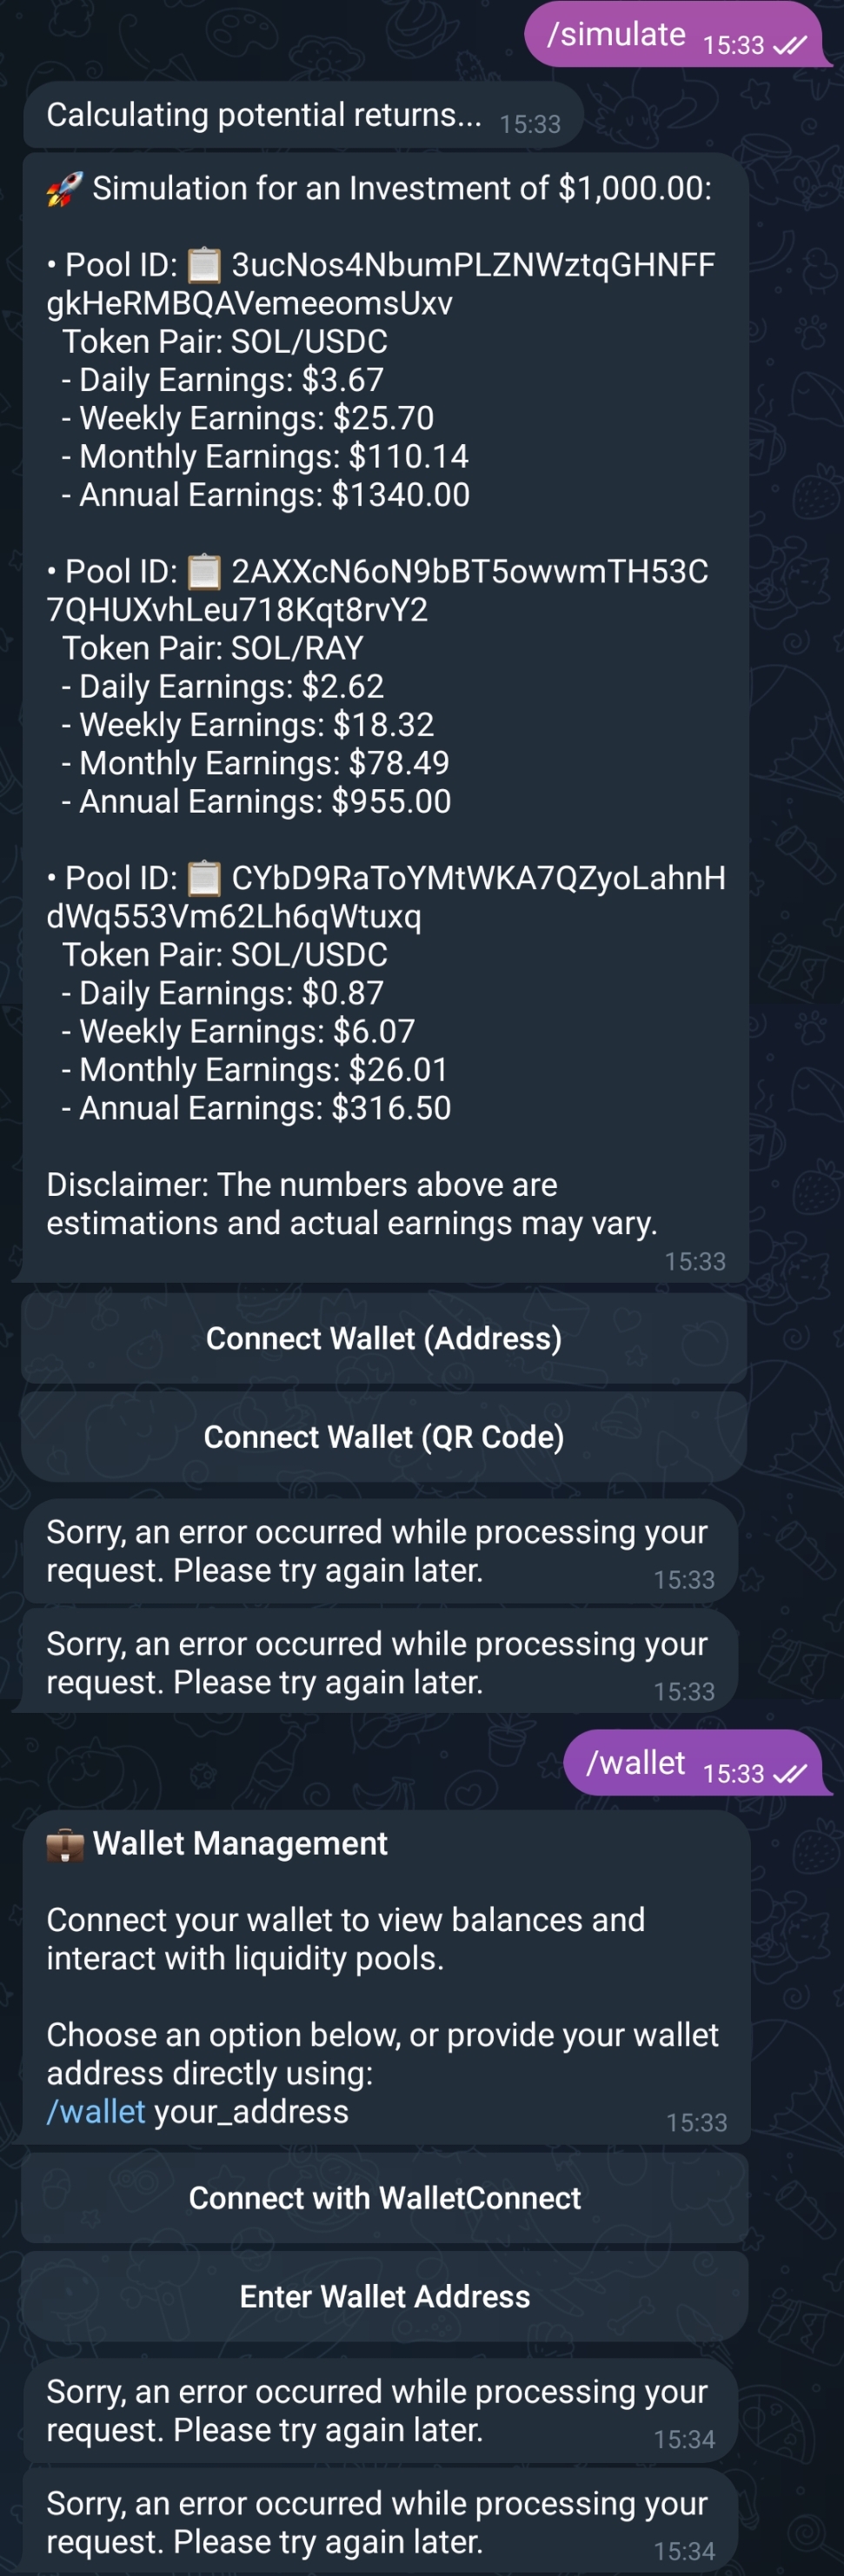 /simulate 15:33
Calculating potential returns... 15:33
🚀 Simulation for an Investment of $1,000.00:
• Pool ID: 📋 3ucNos4NbumPLZNWztqGHNFF
gkHeRMBQAVemeeomsUxv
Token Pair: SOL/USDC
- Daily Earnings: $3.67
- Weekly Earnings: $25.70
- Monthly Earnings: $110.14
- Annual Earnings: $1340.00
• Pool ID: 📋 2AXXcN6oN9bBT5owwmTH53C
7QHUXvhLeu718Kqt8rvY2
Token Pair: SOL/RAY
- Daily Earnings: $2.62
- Weekly Earnings: $18.32
- Monthly Earnings: $78.49
- Annual Earnings: $955.00
• Pool ID: 📋 CYbD9RaToYMtWKA7QZyoLahnH
dWq553Vm62Lh6qWtuxq
Token Pair: SOL/USDC
- Daily Earnings: $0.87
- Weekly Earnings: $6.07
- Monthly Earnings: $26.01
- Annual Earnings: $316.50
Disclaimer: The numbers above are
estimations and actual earnings may vary.
15:33
Connect Wallet (Address)
Connect Wallet (QR Code)
Sorry, an error occurred while processing your
request. Please try again later. 15:33
Sorry, an error occurred while processing your
request. Please try again later. 15:33
/wallet 15:33
💼 Wallet Management
Connect your wallet to view balances and
interact with liquidity pools.
Choose an option below, or provide your wallet
address directly using:
/wallet your_address 15:33
Connect with WalletConnect
Enter Wallet Address
Sorry, an error occurred while processing your
request. Please try again later. 15:34
Sorry, an error occurred while processing your
request. Please try again later. 15:34